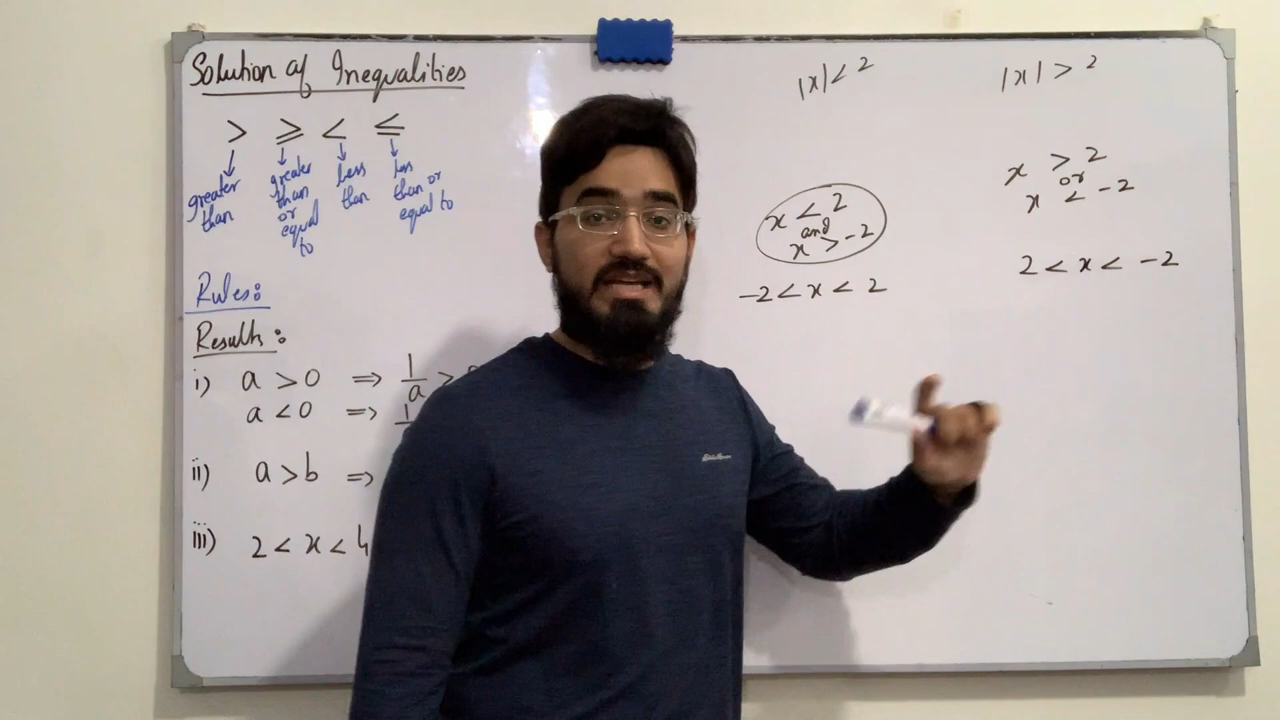 Solution of Inequalities
> ≥ < ≤
greater than
greater than or equal to
less than
less than or equal to
Rules:
Results:
i) a > 0 ⇒ 1/a >
a < 0 ⇒ 1
ii) a > b ⇒
iii) 2 < x < 4
|x| < 2
x < 2
and
x > -2
-2 < x < 2
|x| > 2
x > 2
or
x < -2
2 < x < -2